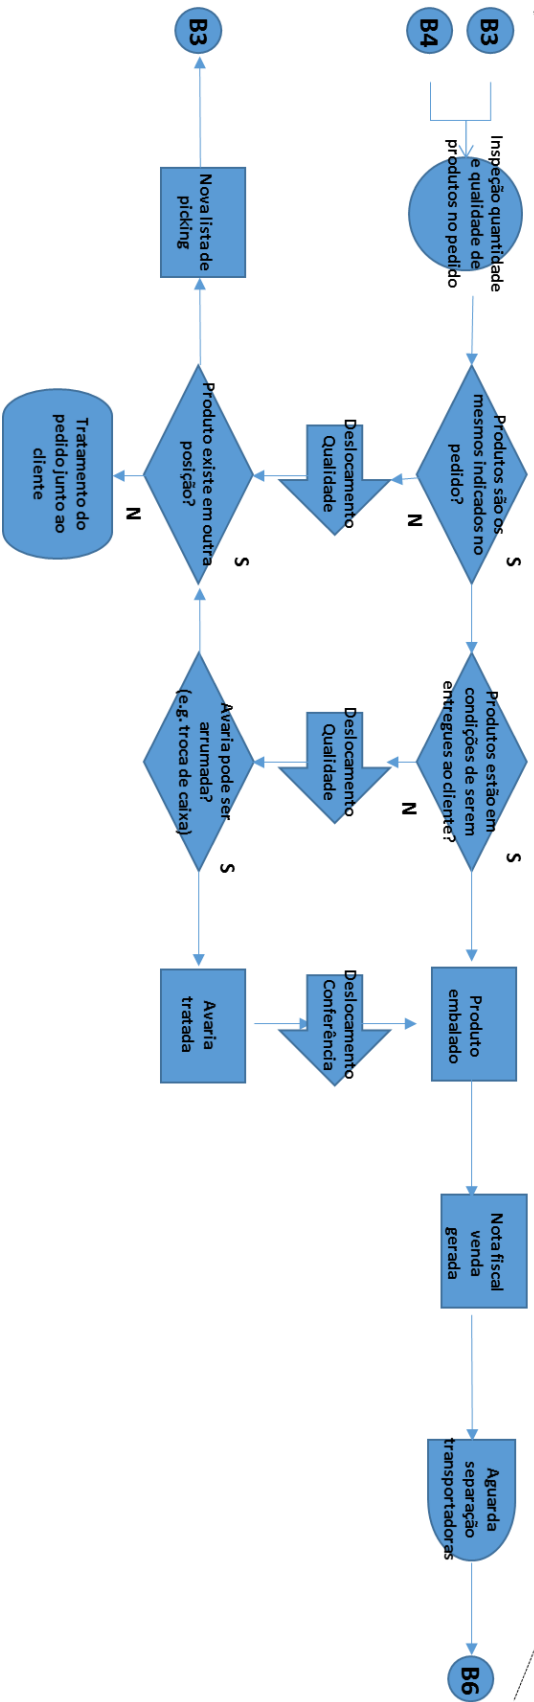 B3
B4
Inspeção quantidade
e qualidade de
produtos no pedido
Produtos são os
mesmos indicados no
pedido?
S
N
Produtos estão em
condições de serem
entregues ao cliente?
S
N
Produto
embalado
Nota fiscal
venda
gerada
Aguarda
separação
transportadoras
B6
Deslocamento
Qualidade
Deslocamento
Qualidade
Deslocamento
Conferência
B3
Nova lista de
picking
Produto existe em outra
posição?
S
N
Avaria pode ser
arrumada?
(e.g. troca de caixa)
S
Avaria
tratada
Tratamento do
pedido junto ao
cliente